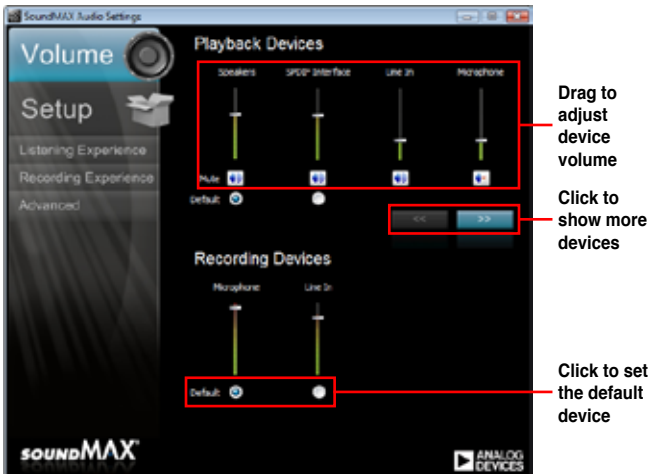 SoundMAX Audio Settings
Volume
Setup
Listening Experience
Recording Experience
Advanced
Playback Devices
Speakers
SPDIF Interface
Line In
Microphone
Mute
Default
<<
>>
Recording Devices
Microphone
Line In
Default
soundMAX
ANALOG
DEVICES
Drag to
adjust
device
volume
Click to
show more
devices
Click to set
the default
device